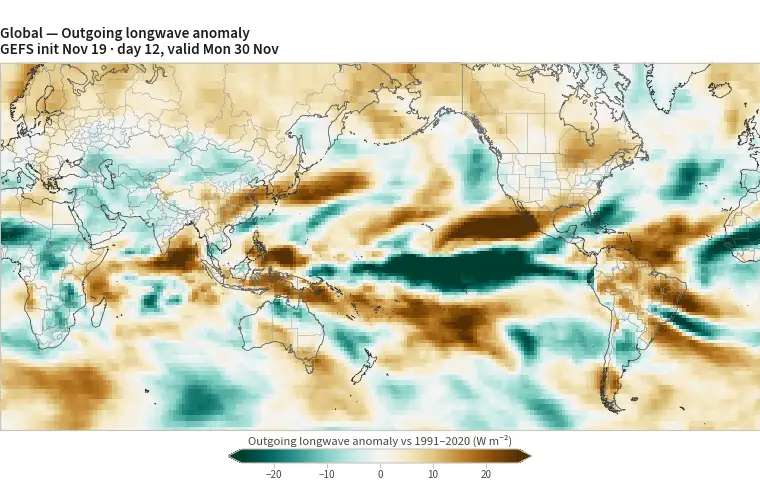 Global — Outgoing longwave anomaly
GEFS init Nov 19 · day 12, valid Mon 30 Nov
Outgoing longwave anomaly vs 1991–2020 (W m⁻²)
−20 −10 0 10 20